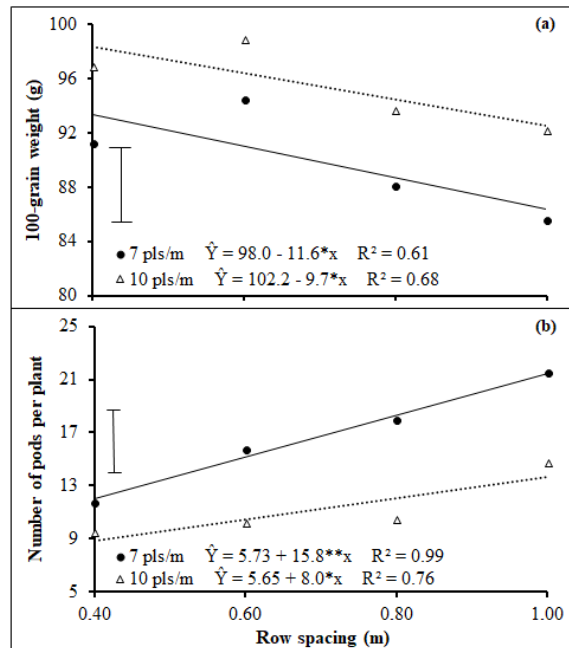 (a)
100-grain weight (g)
100
96
92
88
84
80
● 7 pls/m Ŷ = 98.0 - 11.6*x R² = 0.61
△ 10 pls/m Ŷ = 102.2 - 9.7*x R² = 0.68
(b)
Number of pods per plant
25
21
17
13
9
5
● 7 pls/m Ŷ = 5.73 + 15.8**x R² = 0.99
△ 10 pls/m Ŷ = 5.65 + 8.0*x R² = 0.76
0.40 0.60 0.80 1.00
Row spacing (m)